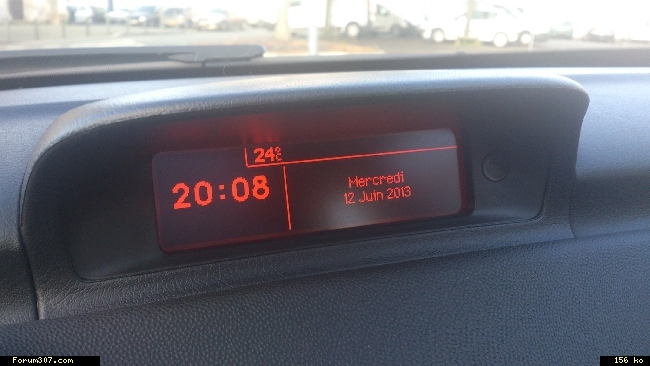 24°C
20:08
Mercredi
12 Juin 2013
Forum307.com
156 ko